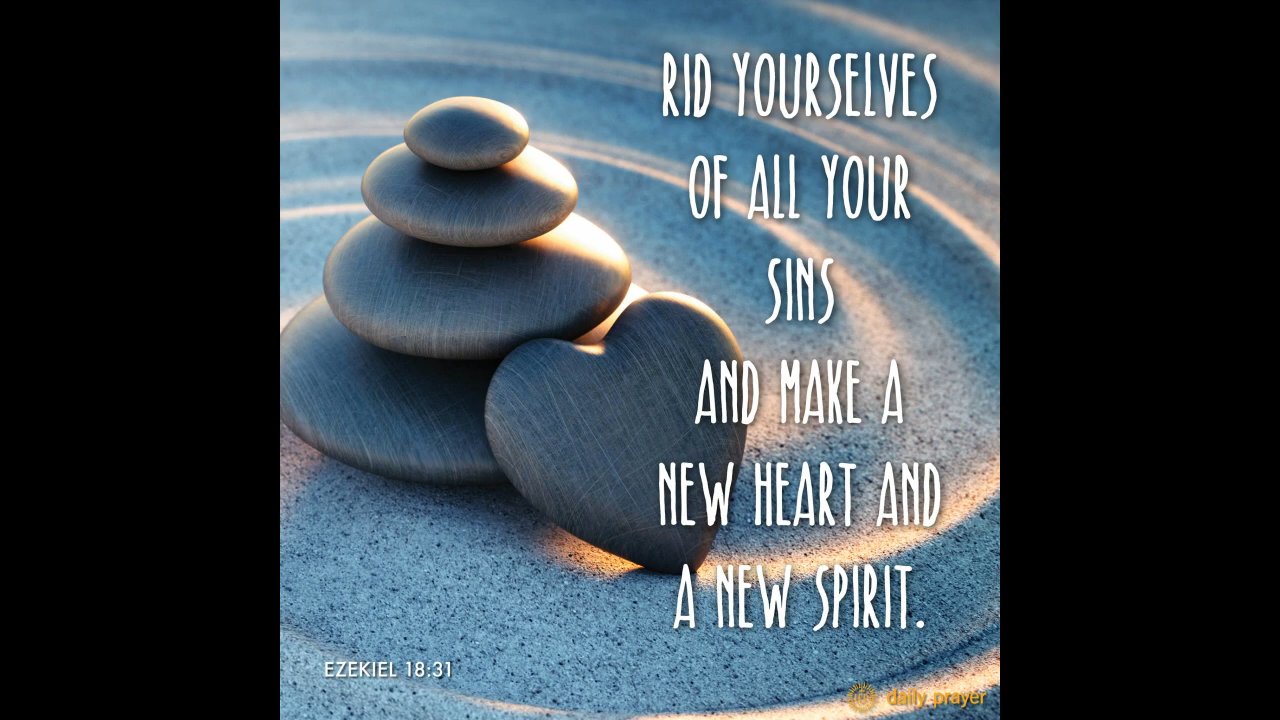 RID YOURSELVES
OF ALL YOUR
SINS
AND MAKE A
NEW HEART AND
A NEW SPIRIT.
EZEKIEL 18:31
daily prayer